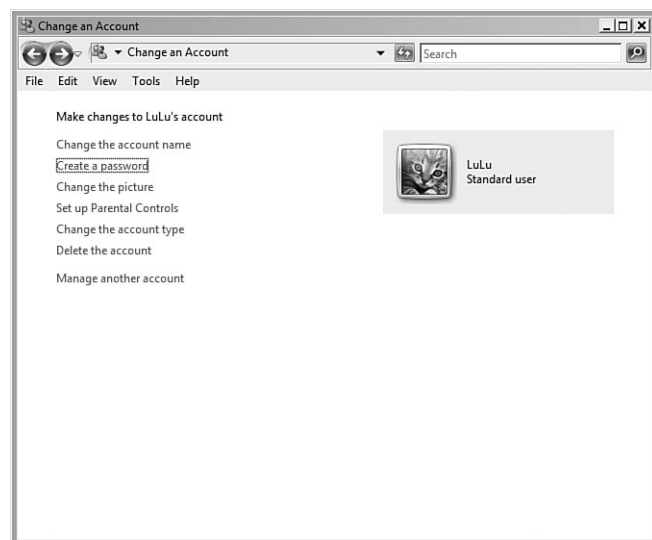 Change an Account
Change an Account
Search
File Edit View Tools Help
Make changes to LuLu's account
Change the account name
Create a password
Change the picture
Set up Parental Controls
Change the account type
Delete the account
Manage another account
LuLu
Standard user